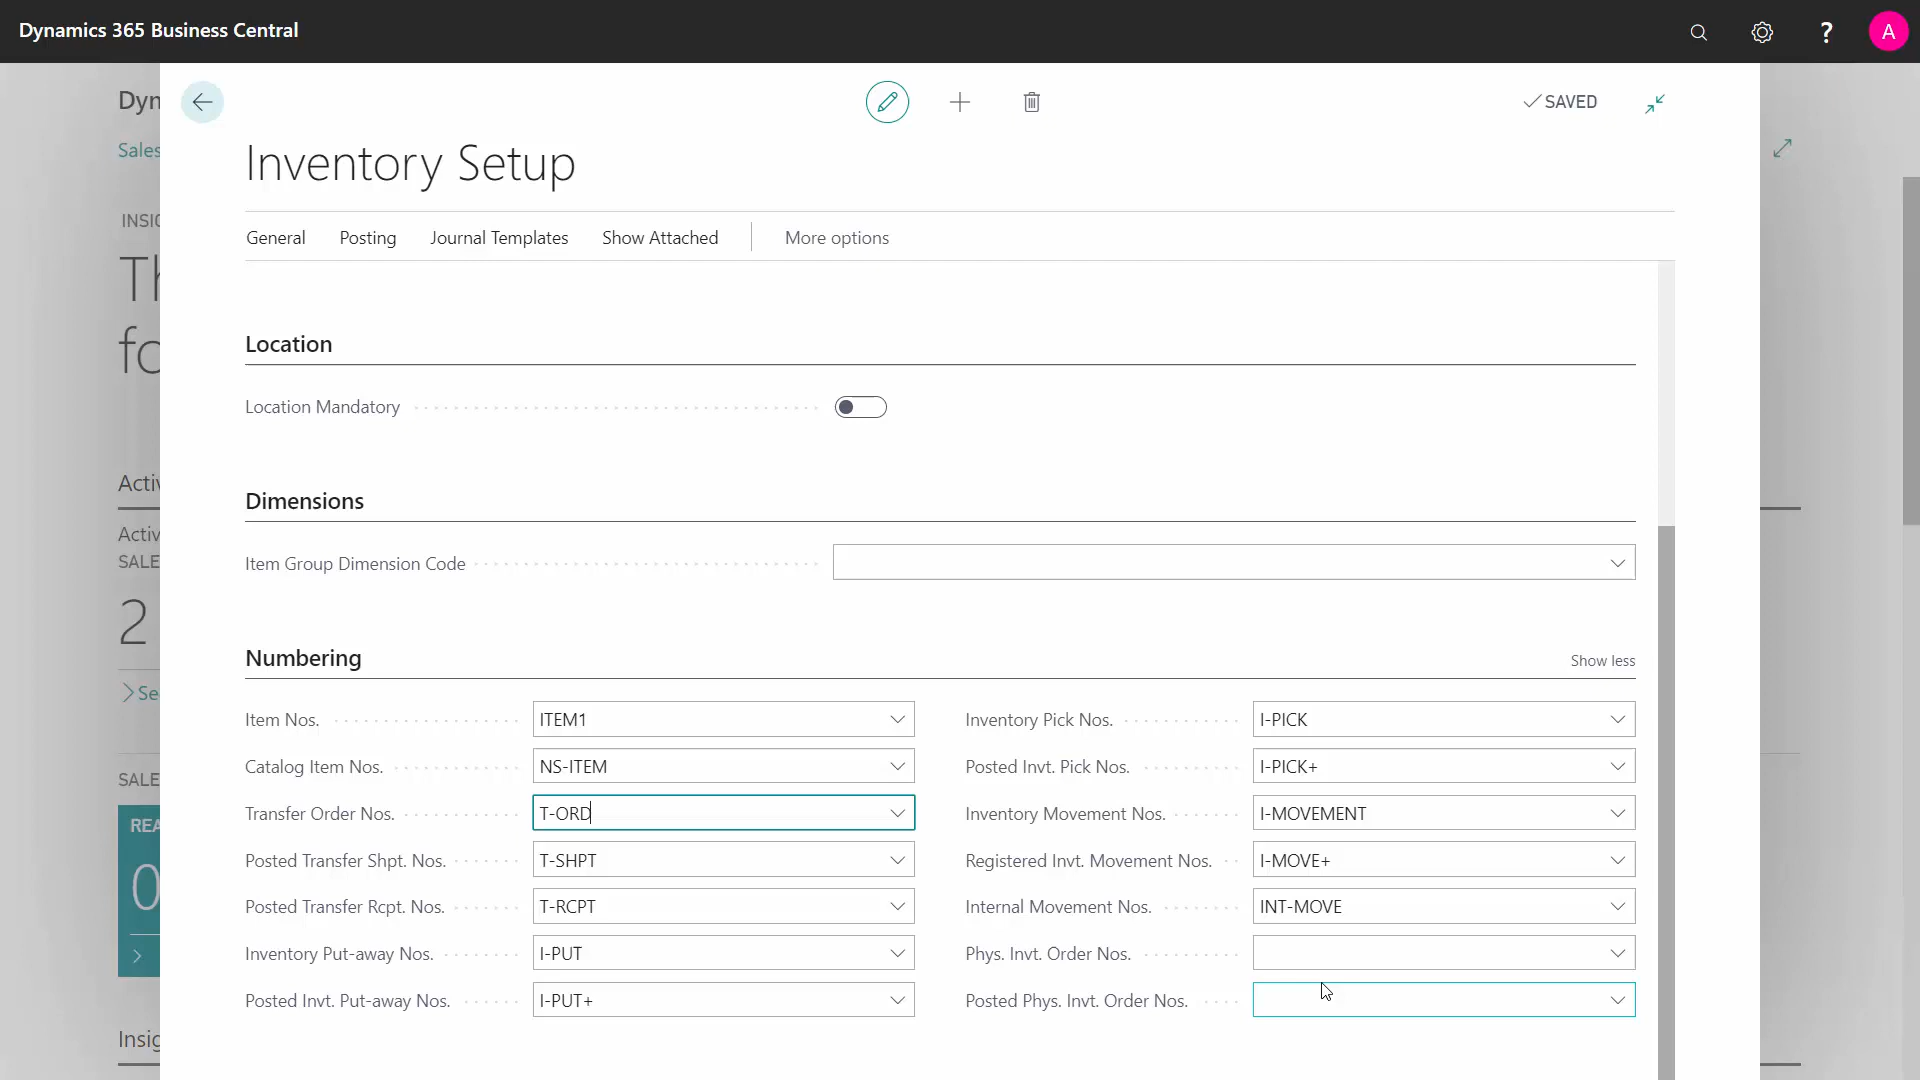 Dynamics 365 Business Central
?
A
Dyn
Sales
SAVED
Inventory Setup
INSIG
General Posting Journal Templates Show Attached More options
Th
fo
Location
Location Mandatory
Activ
Dimensions
Activ
SALE
Item Group Dimension Code
2
Numbering
Show less
Se
Item Nos. ITEM1 Inventory Pick Nos. I-PICK
Catalog Item Nos. NS-ITEM Posted Invt. Pick Nos. I-PICK+
SALE
Transfer Order Nos. T-ORD Inventory Movement Nos. I-MOVEMENT
REA
Posted Transfer Shpt. Nos. T-SHPT Registered Invt. Movement Nos. I-MOVE+
0
Posted Transfer Rcpt. Nos. T-RCPT Internal Movement Nos. INT-MOVE
Inventory Put-away Nos. I-PUT Phys. Invt. Order Nos.
Posted Invt. Put-away Nos. I-PUT+ Posted Phys. Invt. Order Nos.
Insig